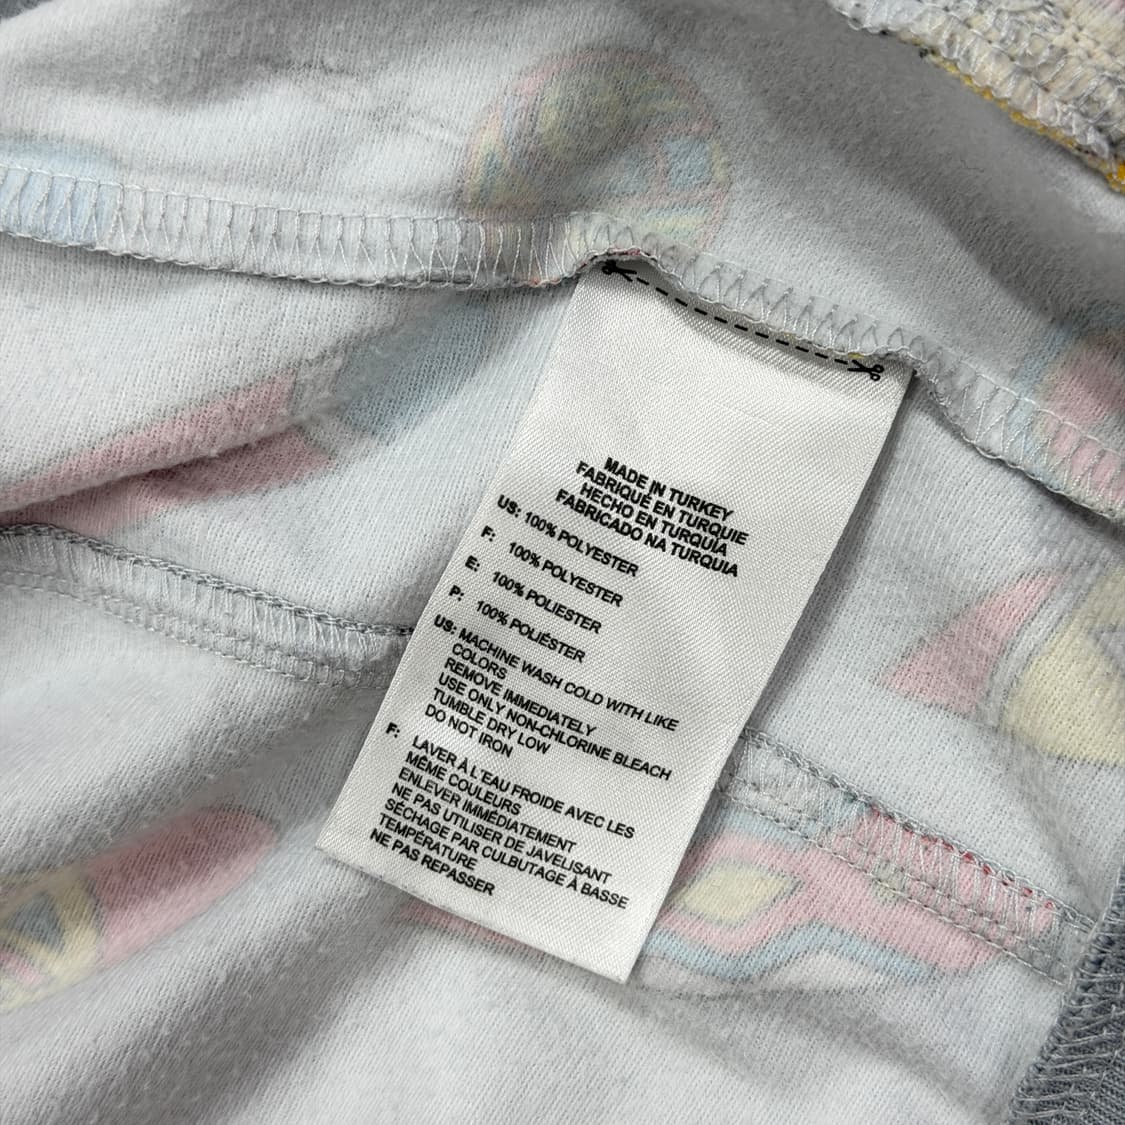 MADE IN TURKEY
FABRIQUÉ EN TURQUIE
HECHO EN TURQUÍA
FABRICADO NA TURQUIA
US: 100% POLYESTER
F: 100% POLYESTER
E: 100% POLIESTER
P: 100% POLIÉSTER
US: MACHINE WASH COLD WITH LIKE
COLORS
REMOVE IMMEDIATELY
USE ONLY NON-CHLORINE BLEACH
TUMBLE DRY LOW
DO NOT IRON
F: LAVER À L'EAU FROIDE AVEC LES
MÊME COULEURS
ENLEVER IMMÉDIATEMENT
NE PAS UTILISER DE JAVELISANT
SÉCHAGE PAR CULBUTAGE À BASSE
TEMPÉRATURE
NE PAS REPASSER